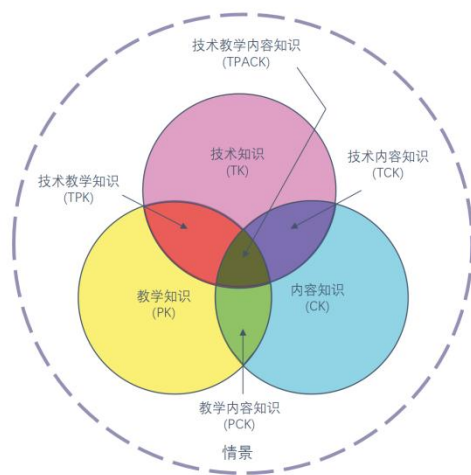 技术教学内容知识
(TPACK)
技术知识
(TK)
技术内容知识
(TCK)
技术教学知识
(TPK)
教学知识
(PK)
内容知识
(CK)
教学内容知识
(PCK)
情景